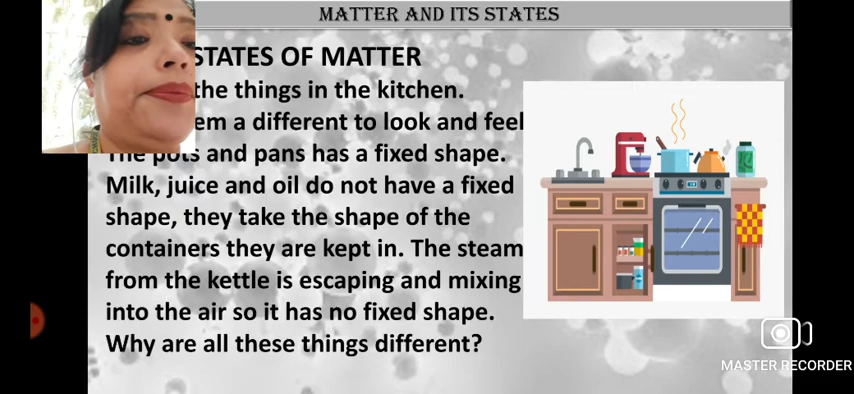 MATTER AND ITS STATES
STATES OF MATTER
the things in the kitchen.
a different to look and feel
The pots and pans has a fixed shape.
Milk, juice and oil do not have a fixed
shape, they take the shape of the
containers they are kept in. The steam
from the kettle is escaping and mixing
into the air so it has no fixed shape.
Why are all these things different?
MASTER RECORDER